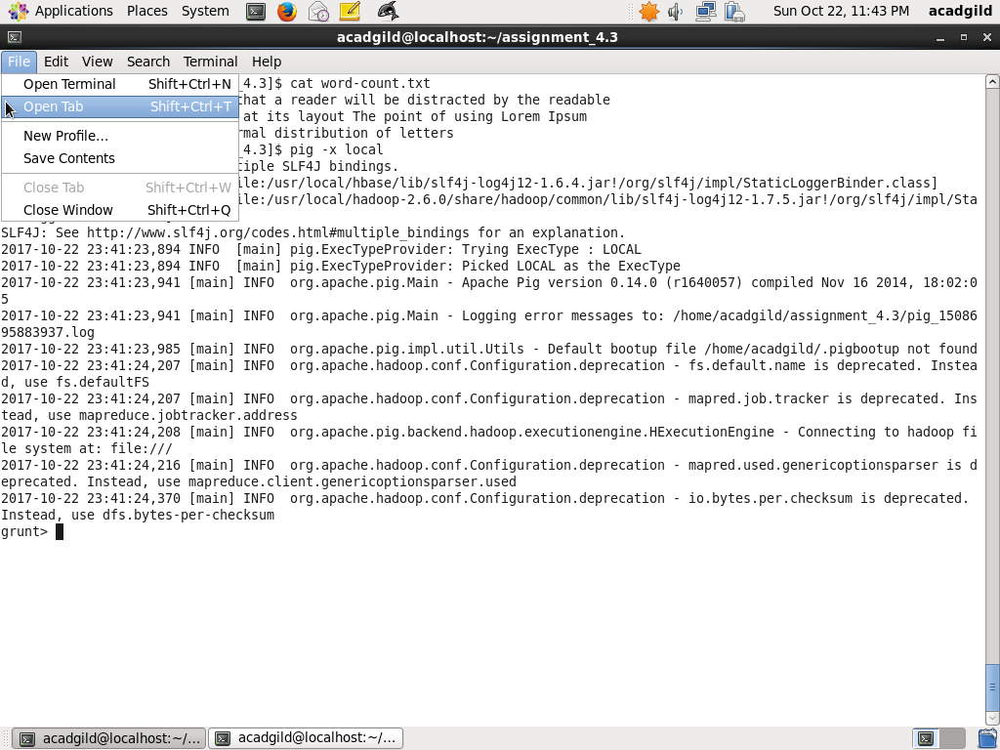 Applications Places System Sun Oct 22, 11:43 PM acadgild
acadgild@localhost:~/assignment_4.3
File Edit View Search Terminal Help
Open Terminal Shift+Ctrl+N
Open Tab Shift+Ctrl+T
New Profile...
Save Contents
Close Tab Shift+Ctrl+W
Close Window Shift+Ctrl+Q
_4.3]$ cat word-count.txt
hat a reader will be distracted by the readable
at its layout The point of using Lorem Ipsum
rmal distribution of letters
_4.3]$ pig -x local
tiple SLF4J bindings.
ile:/usr/local/hbase/lib/slf4j-log4j12-1.6.4.jar!/org/slf4j/impl/StaticLoggerBinder.class]
ile:/usr/local/hadoop-2.6.0/share/hadoop/common/lib/slf4j-log4j12-1.7.5.jar!/org/slf4j/impl/Sta
SLF4J: See http://www.slf4j.org/codes.html#multiple_bindings for an explanation.
2017-10-22 23:41:23,894 INFO  [main] pig.ExecTypeProvider: Trying ExecType : LOCAL
2017-10-22 23:41:23,894 INFO  [main] pig.ExecTypeProvider: Picked LOCAL as the ExecType
2017-10-22 23:41:23,941 [main] INFO  org.apache.pig.Main - Apache Pig version 0.14.0 (r1640057) compiled Nov 16 2014, 18:02:0
5
2017-10-22 23:41:23,941 [main] INFO  org.apache.pig.Main - Logging error messages to: /home/acadgild/assignment_4.3/pig_15086
95883937.log
2017-10-22 23:41:23,985 [main] INFO  org.apache.pig.impl.util.Utils - Default bootup file /home/acadgild/.pigbootup not found
2017-10-22 23:41:24,207 [main] INFO  org.apache.hadoop.conf.Configuration.deprecation - fs.default.name is deprecated. Instea
d, use fs.defaultFS
2017-10-22 23:41:24,207 [main] INFO  org.apache.hadoop.conf.Configuration.deprecation - mapred.job.tracker is deprecated. Ins
tead, use mapreduce.jobtracker.address
2017-10-22 23:41:24,208 [main] INFO  org.apache.pig.backend.hadoop.executionengine.HExecutionEngine - Connecting to hadoop fi
le system at: file:///
2017-10-22 23:41:24,216 [main] INFO  org.apache.hadoop.conf.Configuration.deprecation - mapred.used.genericoptionsparser is d
eprecated. Instead, use mapreduce.client.genericoptionsparser.used
2017-10-22 23:41:24,370 [main] INFO  org.apache.hadoop.conf.Configuration.deprecation - io.bytes.per.checksum is deprecated.
Instead, use dfs.bytes-per-checksum
grunt>
acadgild@localhost:~/... acadgild@localhost:~/...